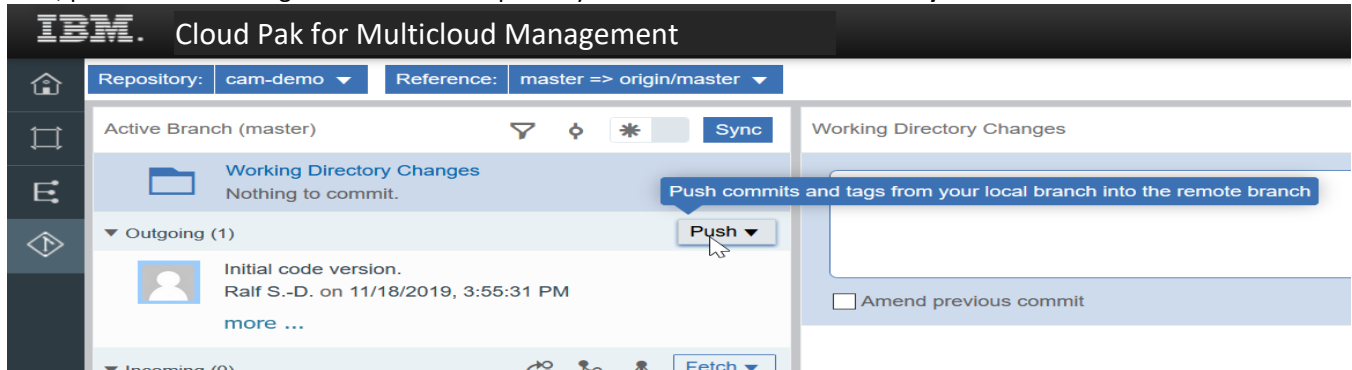 IBM. Cloud Pak for Multicloud Management
Repository: cam-demo Reference: master => origin/master
Active Branch (master) Sync Working Directory Changes
Working Directory Changes
Nothing to commit.
Push commits and tags from your local branch into the remote branch
Outgoing (1) Push
Initial code version.
Ralf S.-D. on 11/18/2019, 3:55:31 PM
more ...
Amend previous commit
Incoming (0) Fetch